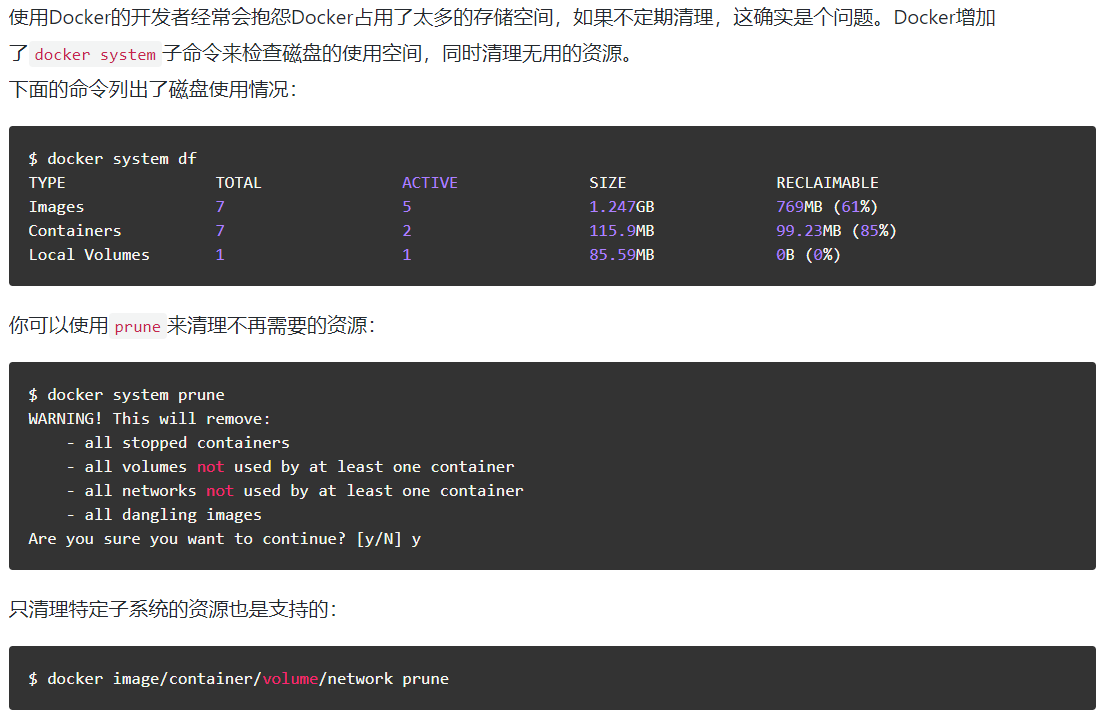 使用Docker的开发者经常会抱怨Docker占用了太多的存储空间，如果不定期清理，这确实是个问题。Docker增加
了 docker system 子命令来检查磁盘的使用空间，同时清理无用的资源。
下面的命令列出了磁盘使用情况：
$ docker system df
TYPE TOTAL ACTIVE SIZE RECLAIMABLE
Images 7 5 1.247GB 769MB (61%)
Containers 7 2 115.9MB 99.23MB (85%)
Local Volumes 1 1 85.59MB 0B (0%)
你可以使用 prune 来清理不再需要的资源：
$ docker system prune
WARNING! This will remove:
- all stopped containers
- all volumes not used by at least one container
- all networks not used by at least one container
- all dangling images
Are you sure you want to continue? [y/N] y
只清理特定子系统的资源也是支持的：
$ docker image/container/volume/network prune